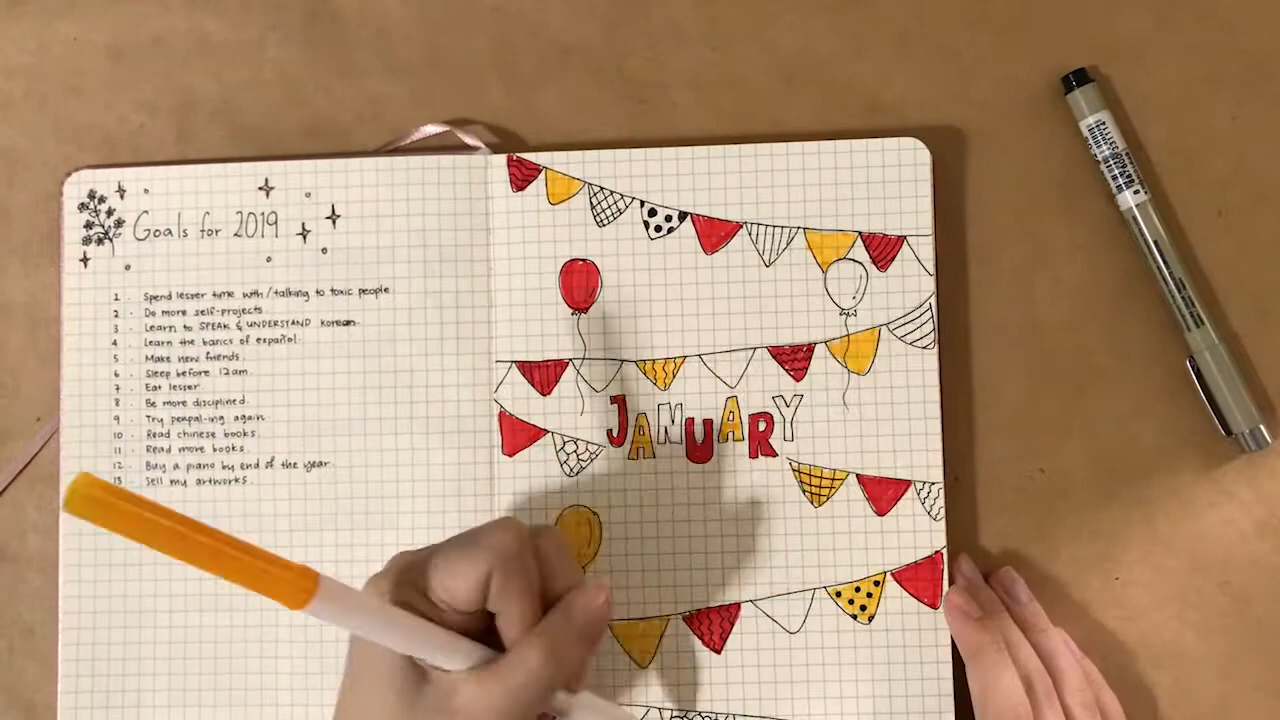 Goals for 2019
1 . Spend lesser time with/talking to toxic people.
2 . Do more self-projects.
3 . Learn to SPEAK & UNDERSTAND korean.
4 . Learn the basics of español.
5 . Make new friends.
6 . Sleep before 12am.
7 . Eat lesser.
8 . Be more disciplined.
9 . Try penpal-ing again.
10 . Read chinese books.
11 . Read more books.
12 . Buy a piano by end of the year.
13 . Sell my artworks.
JANUARY